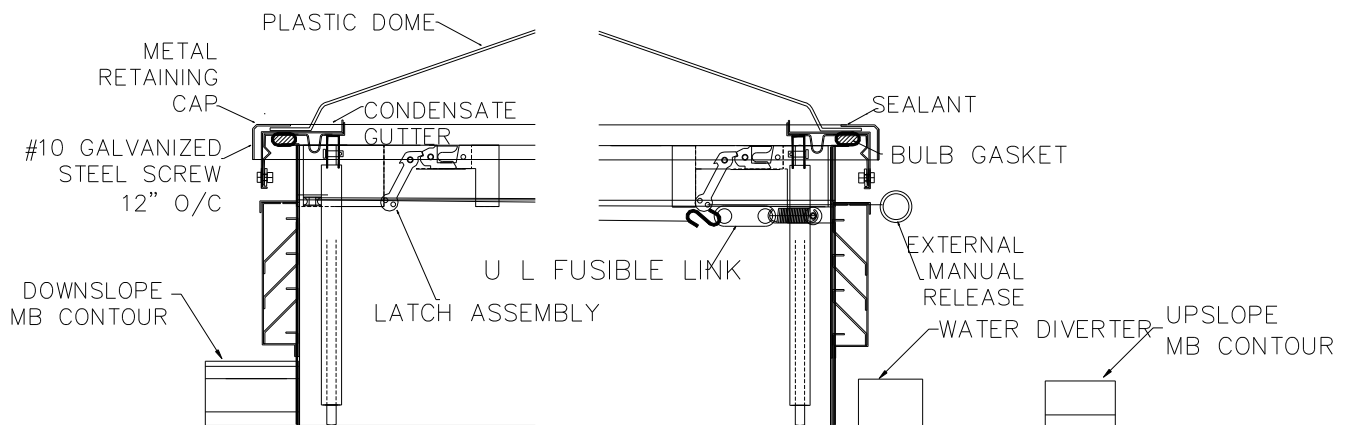 PLASTIC DOME
METAL
RETAINING
CAP
CONDENSATE
GUTTER
SEALANT
#10 GALVANIZED
STEEL SCREW
12" O/C
BULB GASKET
EXTERNAL
MANUAL
RELEASE
U L FUSIBLE LINK
DOWNSLOPE
MB CONTOUR
LATCH ASSEMBLY
WATER DIVERTER
UPSLOPE
MB CONTOUR